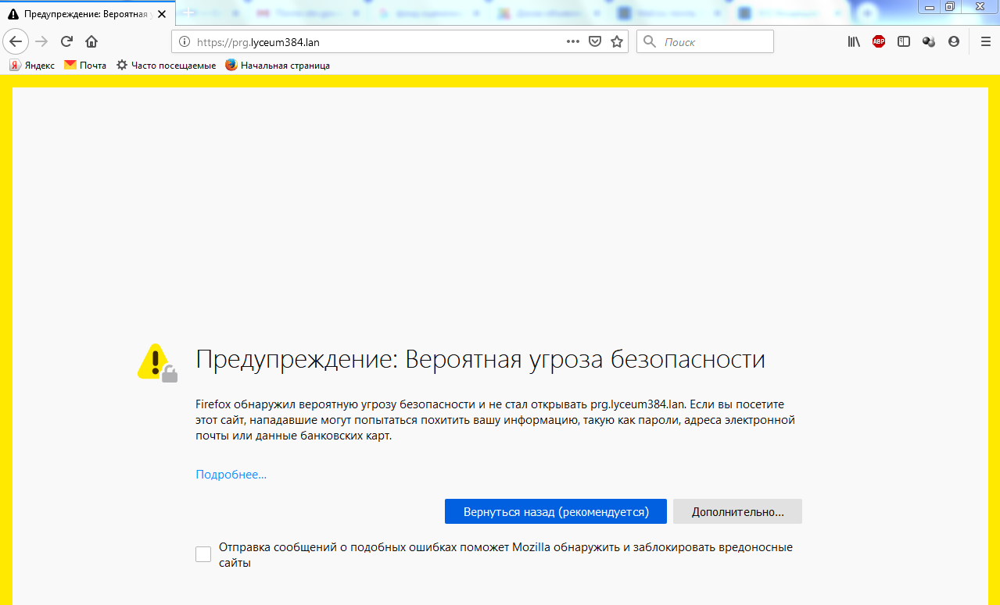 Предупреждение: Вероятная у
https://prg.lyceum384.lan
Поиск
ABP
Яндекс Почта Часто посещаемые Начальная страница
Предупреждение: Вероятная угроза безопасности
Firefox обнаружил вероятную угрозу безопасности и не стал открывать prg.lyceum384.lan. Если вы посетите
этот сайт, нападавшие могут попытаться похитить вашу информацию, такую как пароли, адреса электронной
почты или данные банковских карт.
Подробнее...
Вернуться назад (рекомендуется) Дополнительно...
Отправка сообщений о подобных ошибках поможет Mozilla обнаружить и заблокировать вредоносные
сайты